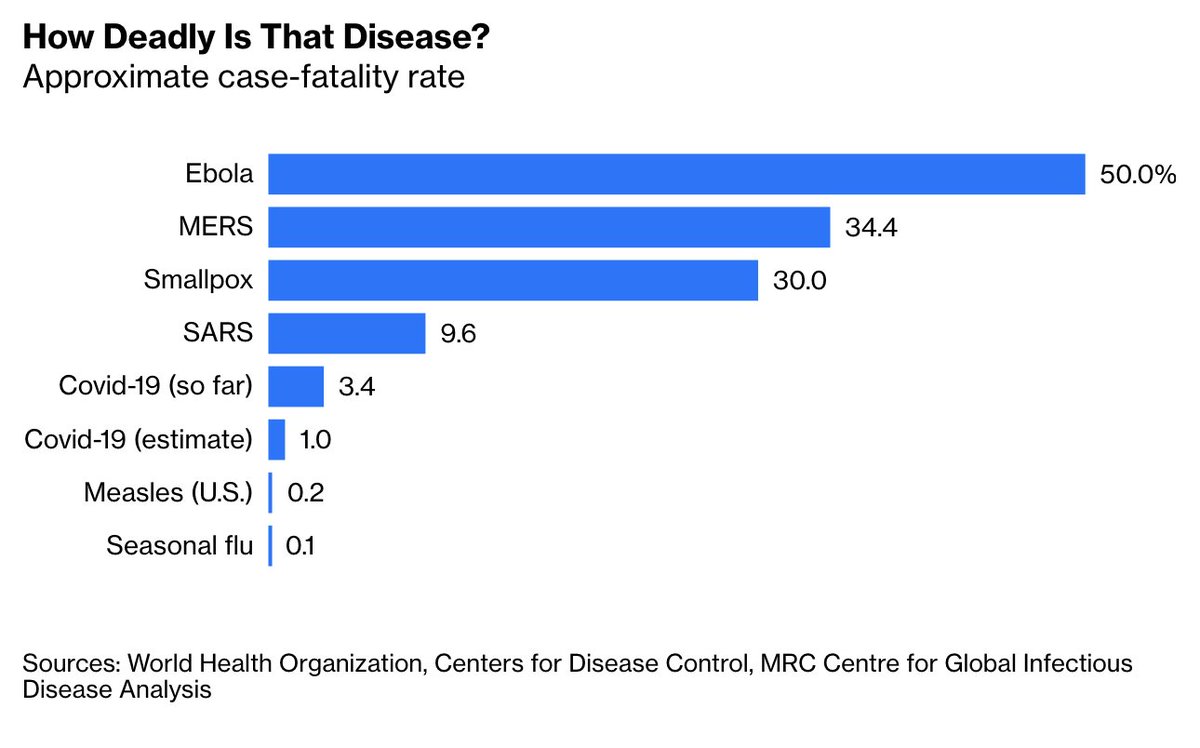 How Deadly Is That Disease?
Approximate case-fatality rate
Ebola 50.0%
MERS 34.4
Smallpox 30.0
SARS 9.6
Covid-19 (so far) 3.4
Covid-19 (estimate) 1.0
Measles (U.S.) 0.2
Seasonal flu 0.1
Sources: World Health Organization, Centers for Disease Control, MRC Centre for Global Infectious
Disease Analysis